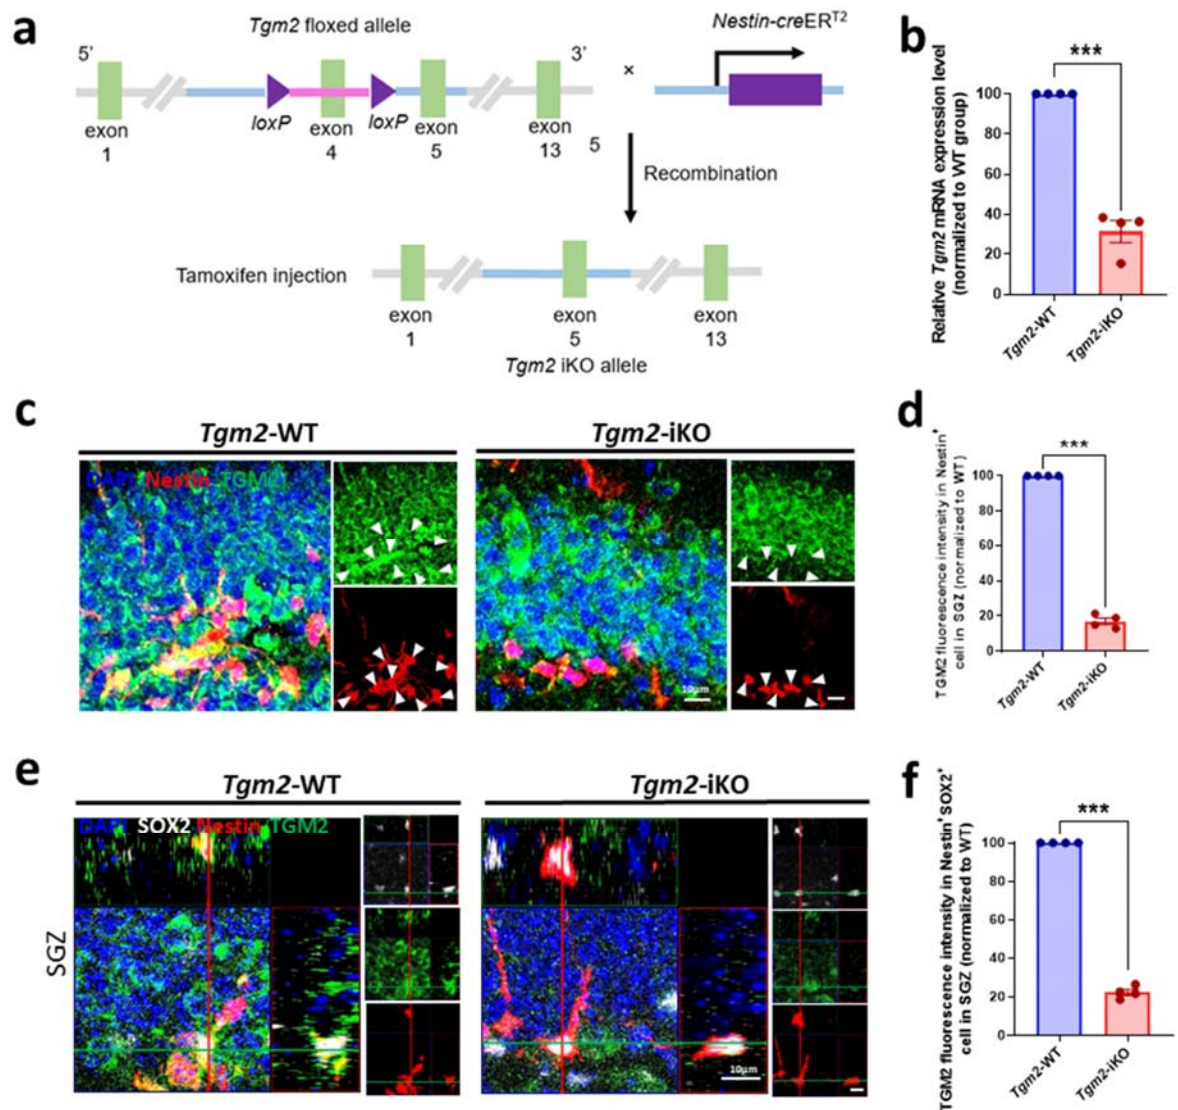 a
Tgm2 floxed allele
Nestin-creERT2
5’
3’
×
loxP
loxP
exon
1
exon
4
exon
5
exon
13
5
Recombination
Tamoxifen injection
exon
1
exon
5
exon
13
Tgm2 iKO allele
b
Relative Tgm2 mRNA expression level
(normalized to WT group)
***
100
80
60
40
20
0
Tgm2-WT
Tgm2-iKO
c
Tgm2-WT
Tgm2-iKO
DAPI Nestin TGM2
10μm
d
TGM2 fluorescence intensity in Nestin+
cell in SGZ (normalized to WT)
***
100
80
60
40
20
0
Tgm2-WT
Tgm2-iKO
e
Tgm2-WT
Tgm2-iKO
DAPI SOX2 Nestin TGM2
SGZ
10μm
f
TGM2 fluorescence intensity in Nestin+ SOX2+
cell in SGZ (normalized to WT)
***
100
80
60
40
20
0
Tgm2-WT
Tgm2-iKO